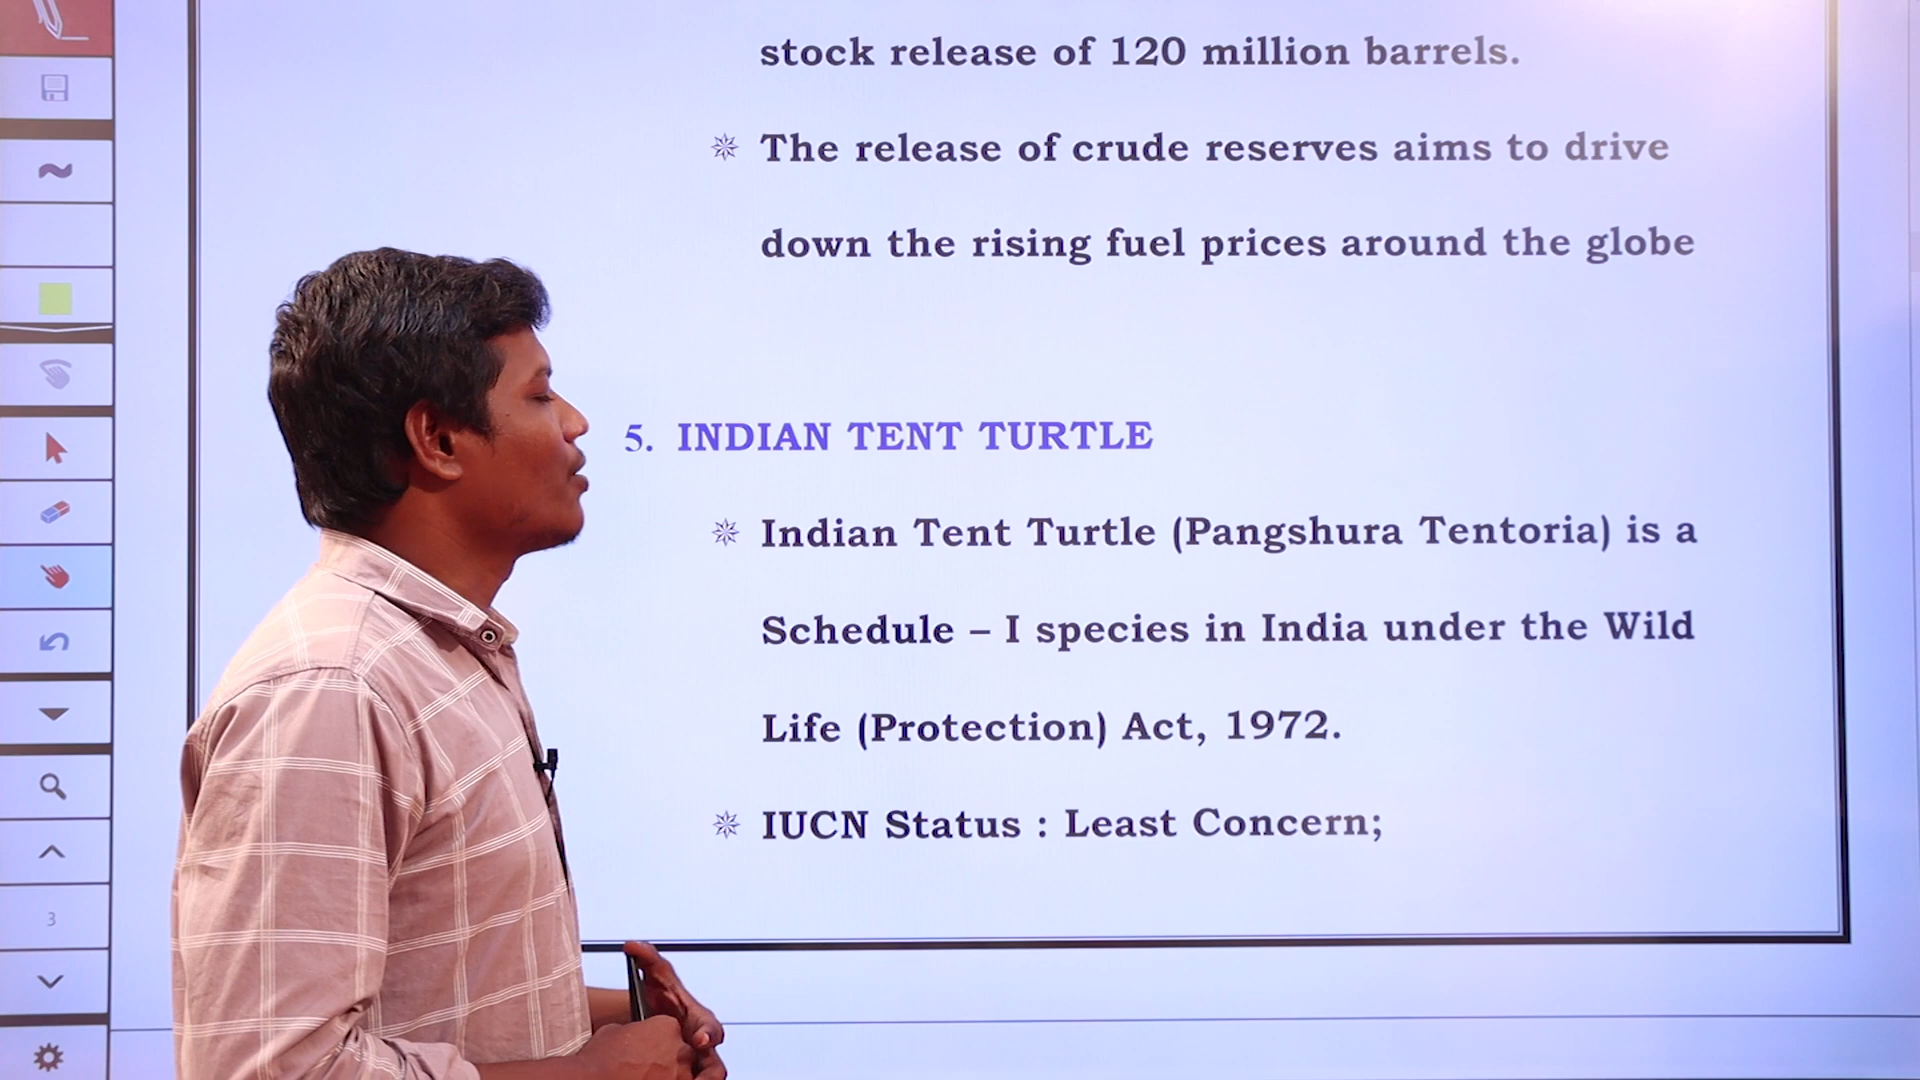 stock release of 120 million barrels.
The release of crude reserves aims to drive
down the rising fuel prices around the globe
5. INDIAN TENT TURTLE
Indian Tent Turtle (Pangshura Tentoria) is a
Schedule – I species in India under the Wild
Life (Protection) Act, 1972.
IUCN Status : Least Concern;
3